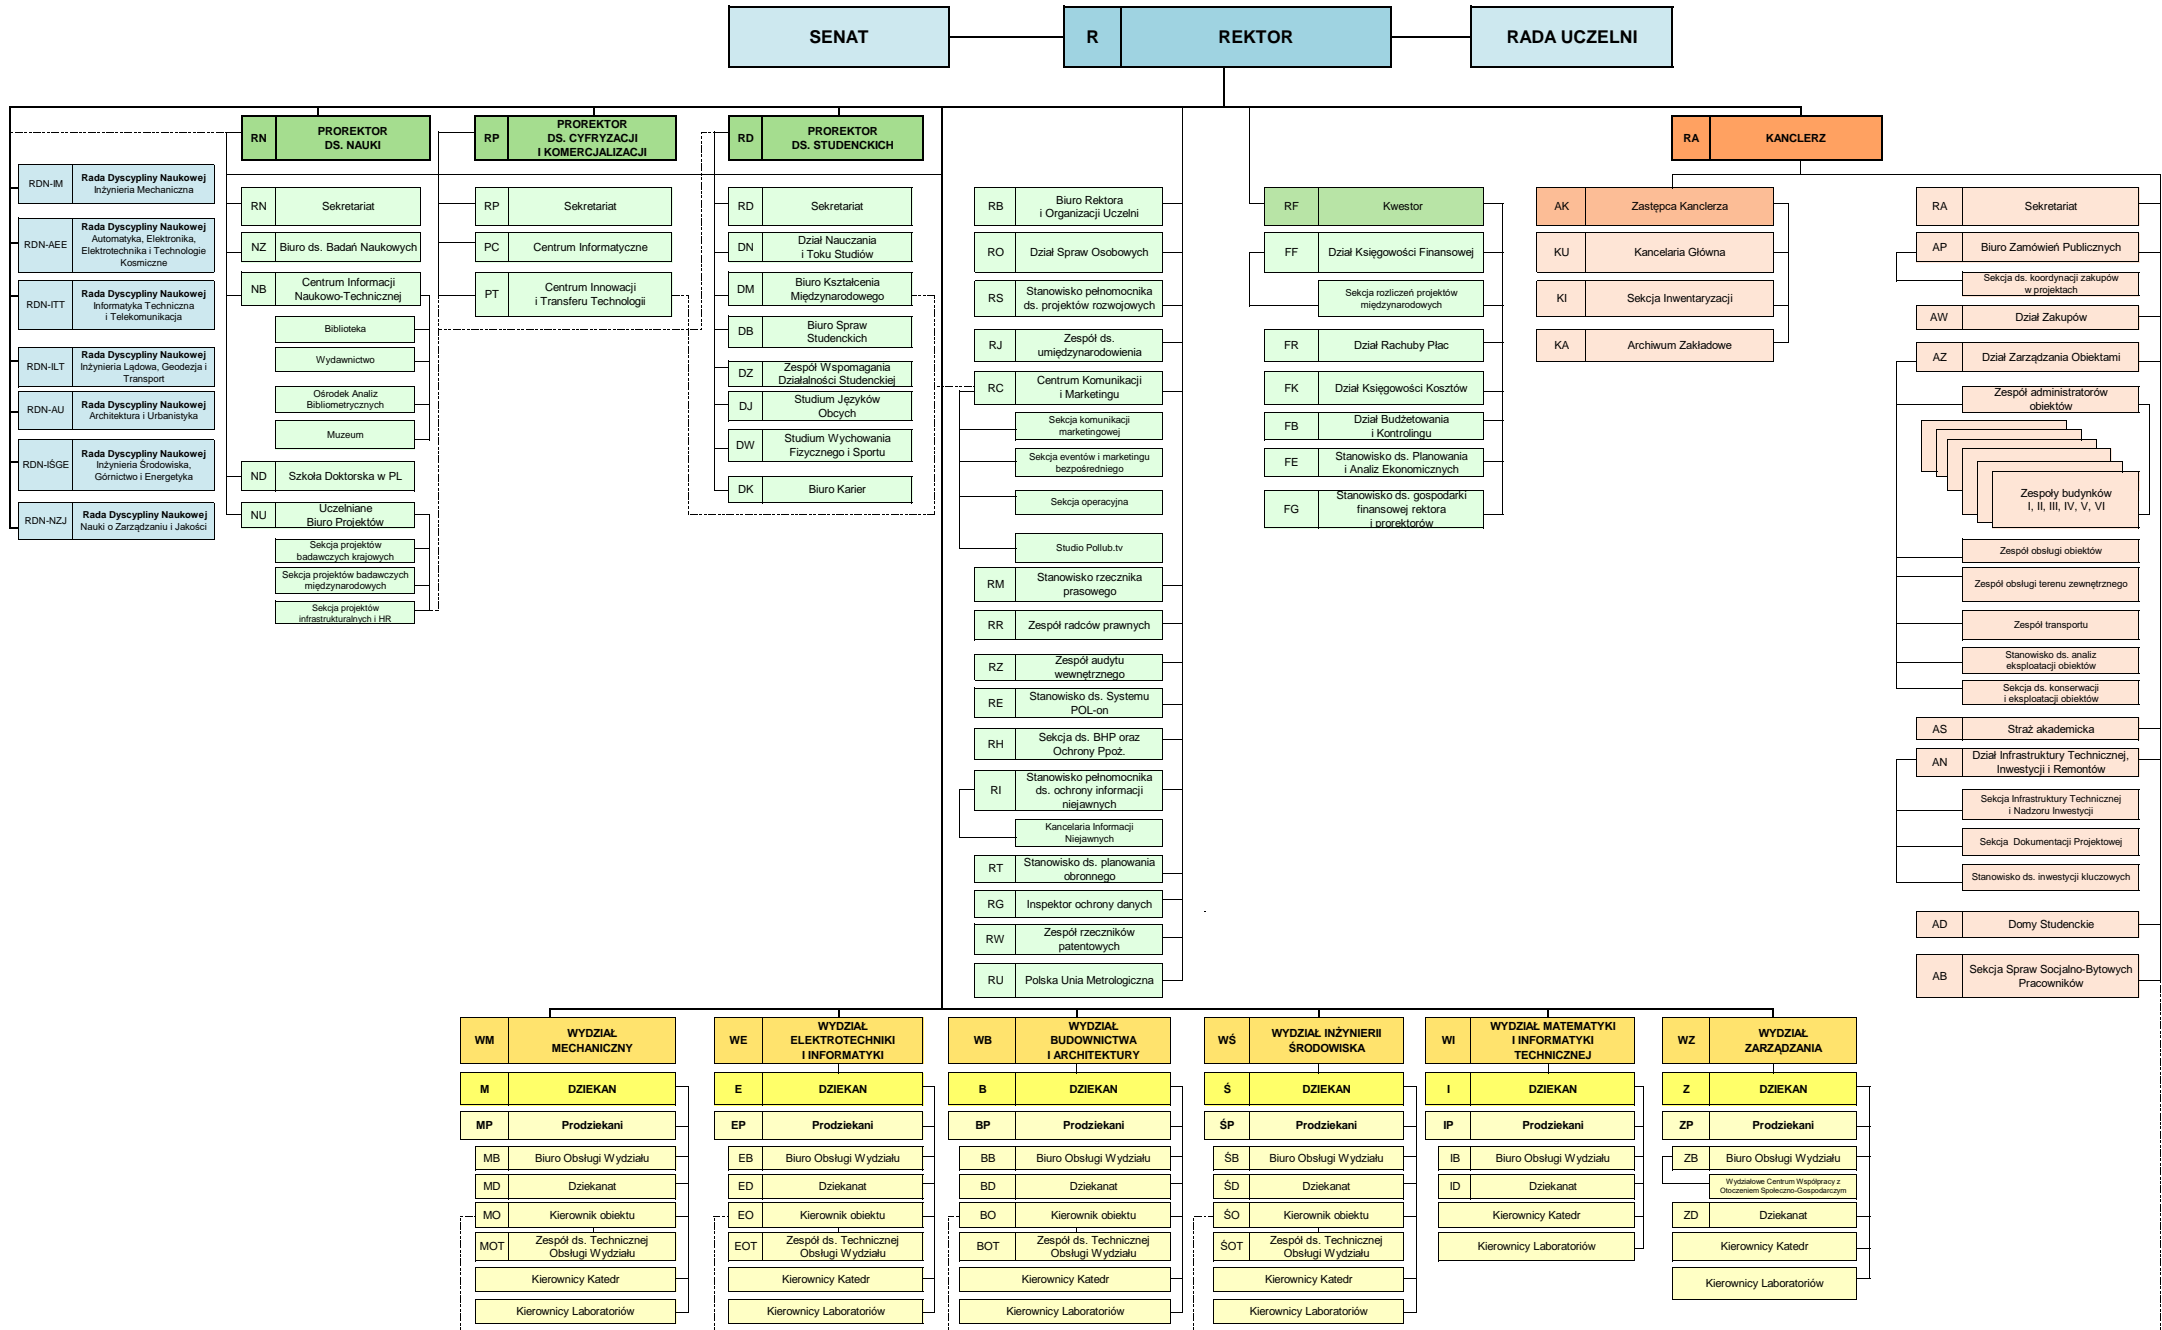 SENAT
R
REKTOR
RADA UCZELNI
RN
PROREKTOR
DS. NAUKI
RP
PROREKTOR
DS. CYFRYZACJI
I KOMERCJALIZACJI
RD
PROREKTOR
DS. STUDENCKICH
RA
KANCLERZ
RDN-IM
Rada Dyscypliny Naukowej
Inżynieria Mechaniczna
RDN-AEE
Rada Dyscypliny Naukowej
Automatyka, Elektronika,
Elektrotechnika i Technologie
Kosmiczne
RDN-ITT
Rada Dyscypliny Naukowej
Informatyka Techniczna
i Telekomunikacja
RDN-ILT
Rada Dyscypliny Naukowej
Inżynieria Lądowa, Geodezja i
Transport
RDN-AU
Rada Dyscypliny Naukowej
Architektura i Urbanistyka
RDN-IŚGE
Rada Dyscypliny Naukowej
Inżynieria Środowiska,
Górnictwo i Energetyka
RDN-NZJ
Rada Dyscypliny Naukowej
Nauki o Zarządzaniu i Jakości
RN
Sekretariat
NZ
Biuro ds. Badań Naukowych
NB
Centrum Informacji
Naukowo-Technicznej
Biblioteka
Wydawnictwo
Ośrodek Analiz
Bibliometrycznych
Muzeum
ND
Szkoła Doktorska w PL
NU
Uczelniane
Biuro Projektów
Sekcja projektów
badawczych krajowych
Sekcja projektów badawczych
międzynarodowych
Sekcja projektów
infrastrukturalnych i HR
RP
Sekretariat
PC
Centrum Informatyczne
PT
Centrum Innowacji
i Transferu Technologii
RD
Sekretariat
DN
Dział Nauczania
i Toku Studiów
DM
Biuro Kształcenia
Międzynarodowego
DB
Biuro Spraw
Studenckich
DZ
Zespół Wspomagania
Działalności Studenckiej
DJ
Studium Języków
Obcych
DW
Studium Wychowania
Fizycznego i Sportu
DK
Biuro Karier
RB
Biuro Rektora
i Organizacji Uczelni
RO
Dział Spraw Osobowych
RS
Stanowisko pełnomocnika
ds. projektów rozwojowych
RJ
Zespół ds.
umiędzynarodowienia
RC
Centrum Komunikacji
i Marketingu
Sekcja komunikacji
marketingowej
Sekcja eventów i marketingu
bezpośredniego
Sekcja operacyjna
Studio Pollub.tv
RM
Stanowisko rzecznika
prasowego
RR
Zespół radców prawnych
RZ
Zespół audytu
wewnętrznego
RE
Stanowisko ds. Systemu
POL-on
RH
Sekcja ds. BHP oraz
Ochrony Ppoż.
RI
Stanowisko pełnomocnika
ds. ochrony informacji
niejawnych
Kancelaria Informacji
Niejawnych
RT
Stanowisko ds. planowania
obronnego
RG
Inspektor ochrony danych
RW
Zespół rzeczników
patentowych
RU
Polska Unia Metrologiczna
RF
Kwestor
FF
Dział Księgowości Finansowej
Sekcja rozliczeń projektów
międzynarodowych
FR
Dział Rachuby Płac
FK
Dział Księgowości Kosztów
FB
Dział Budżetowania
i Kontrolingu
FE
Stanowisko ds. Planowania
i Analiz Ekonomicznych
FG
Stanowisko ds. gospodarki
finansowej rektora
i prorektorów
AK
Zastępca Kanclerza
KU
Kancelaria Główna
KI
Sekcja Inwentaryzacji
KA
Archiwum Zakładowe
RA
Sekretariat
AP
Biuro Zamówień Publicznych
Sekcja ds. koordynacji zakupów
w projektach
AW
Dział Zakupów
AZ
Dział Zarządzania Obiektami
Zespół administratorów
obiektów
Zespoły budynków
I, II, III, IV, V, VI
Zespół obsługi obiektów
Zespół obsługi terenu zewnętrznego
Zespół transportu
Stanowisko ds. analiz
eksploatacji obiektów
Sekcja ds. konserwacji
i eksploatacji obiektów
AS
Straż akademicka
AN
Dział Infrastruktury Technicznej,
Inwestycji i Remontów
Sekcja Infrastruktury Technicznej
i Nadzoru Inwestycji
Sekcja Dokumentacji Projektowej
Stanowisko ds. inwestycji kluczowych
AD
Domy Studenckie
AB
Sekcja Spraw Socjalno-Bytowych
Pracowników
WM
WYDZIAŁ
MECHANICZNY
M
DZIEKAN
MP
Prodziekani
MB
Biuro Obsługi Wydziału
MD
Dziekanat
MO
Kierownik obiektu
MOT
Zespół ds. Technicznej
Obsługi Wydziału
Kierownicy Katedr
Kierownicy Laboratoriów
WE
WYDZIAŁ
ELEKTROTECHNIKI
I INFORMATYKI
E
DZIEKAN
EP
Prodziekani
EB
Biuro Obsługi Wydziału
ED
Dziekanat
EO
Kierownik obiektu
EOT
Zespół ds. Technicznej
Obsługi Wydziału
Kierownicy Katedr
Kierownicy Laboratoriów
WB
WYDZIAŁ
BUDOWNICTWA
I ARCHITEKTURY
B
DZIEKAN
BP
Prodziekani
BB
Biuro Obsługi Wydziału
BD
Dziekanat
BO
Kierownik obiektu
BOT
Zespół ds. Technicznej
Obsługi Wydziału
Kierownicy Katedr
Kierownicy Laboratoriów
WŚ
WYDZIAŁ INŻYNIERII
ŚRODOWISKA
Ś
DZIEKAN
ŚP
Prodziekani
ŚB
Biuro Obsługi Wydziału
ŚD
Dziekanat
ŚO
Kierownik obiektu
ŚOT
Zespół ds. Technicznej
Obsługi Wydziału
Kierownicy Katedr
Kierownicy Laboratoriów
WI
WYDZIAŁ MATEMATYKI
I INFORMATYKI
TECHNICZNEJ
I
DZIEKAN
IP
Prodziekani
IB
Biuro Obsługi Wydziału
ID
Dziekanat
Kierownicy Katedr
Kierownicy Laboratoriów
WZ
WYDZIAŁ
ZARZĄDZANIA
Z
DZIEKAN
ZP
Prodziekani
ZB
Biuro Obsługi Wydziału
Wydziałowe Centrum Współpracy z
Otoczeniem Społeczno-Gospodarczym
ZD
Dziekanat
Kierownicy Katedr
Kierownicy Laboratoriów